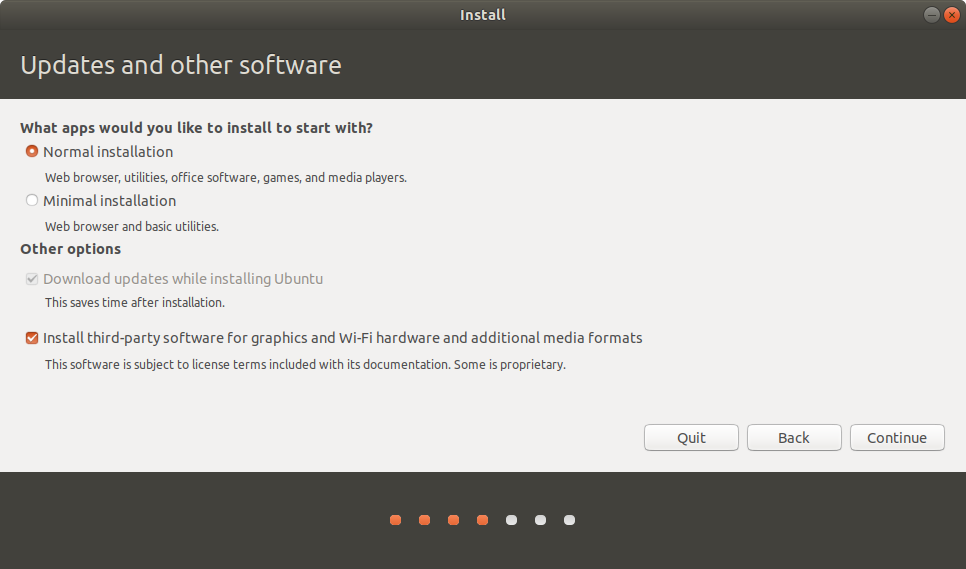 Install
Updates and other software
What apps would you like to install to start with?
Normal installation
Web browser, utilities, office software, games, and media players.
Minimal installation
Web browser and basic utilities.
Other options
Download updates while installing Ubuntu
This saves time after installation.
Install third-party software for graphics and Wi-Fi hardware and additional media formats
This software is subject to license terms included with its documentation. Some is proprietary.
Quit Back Continue